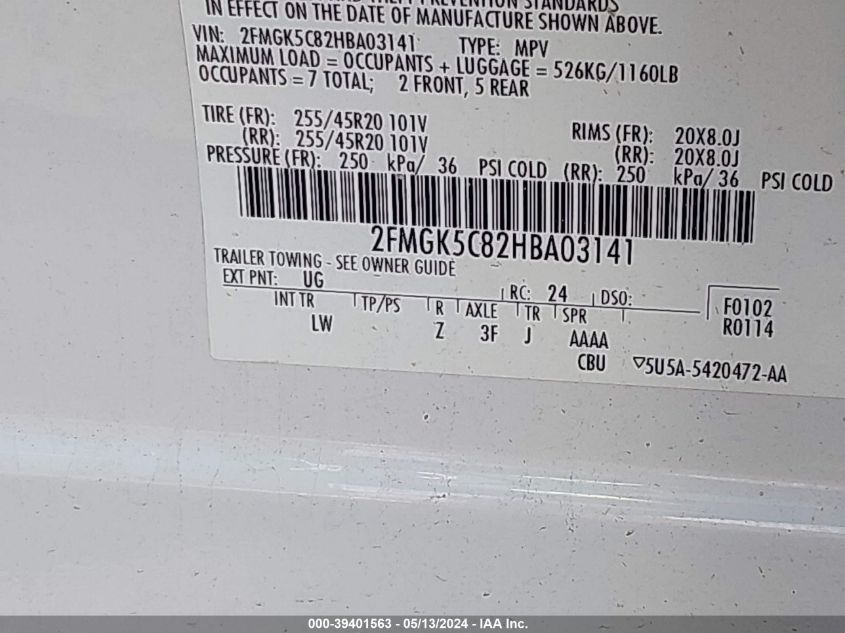 IN EFFECT ON THE DATE OF MANUFACTURE SHOWN ABOVE.
VIN: 2FMGK5C82HBA03141 TYPE: MPV
MAXIMUM LOAD = OCCUPANTS + LUGGAGE = 526KG/1160LB
OCCUPANTS = 7 TOTAL; 2 FRONT, 5 REAR
TIRE (FR): 255/45R20 101V RIMS (FR): 20X8.0J
(RR): 255/45R20 101V (RR): 20X8.0J
PRESSURE (FR): 250 kPa/ 36 PSI COLD (RR): 250 kPa/ 36 PSI COLD
2FMGK5C82HBA03141
TRAILER TOWING - SEE OWNER GUIDE
EXT PNT: UG RC: 24 DSO: F0102
INT TR TP/PS R AXLE TR SPR R0114
LW Z 3F J AAAA
CBU ▽5U5A-5420472-AA
000-39401563 - 05/13/2024 - IAA Inc.